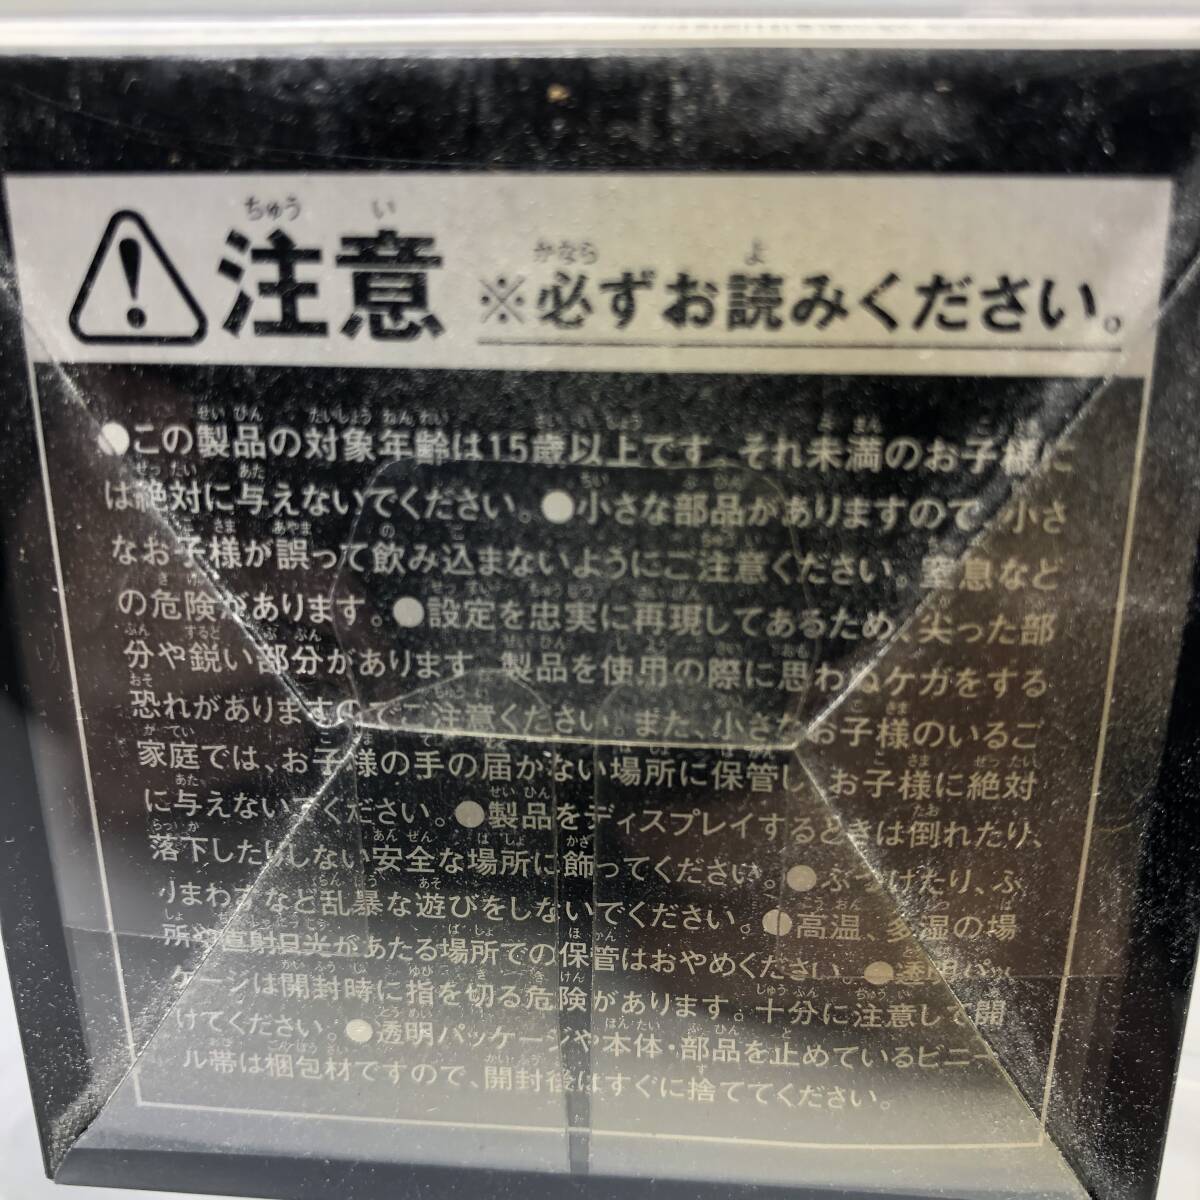 注意 ※必ずお読みください。
●この製品の対象年齢は15歳以上です。それ未満のお子様に
は絶対に与えないでください。●小さな部品がありますので、小さ
なお子様が誤って飲み込まないようにご注意ください。窒息など
の危険があります。●設定を忠実に再現してあるため、尖った部
分や鋭い部分があります。製品を使用の際に思わぬケガをする
恐れがありますのでご注意ください。また、小さなお子様のいるご
家庭では、お子様の手の届かない場所に保管し、お子様に絶対
に与えないでください。●製品をディスプレイするときは倒れたり、
落下したりしない安全な場所に飾ってください。●ぶつけたり、ふ
りまわすなど乱暴な遊びをしないでください。●高温、多湿の場
所や直射日光があたる場所での保管はおやめください。●透明パッ
ケージは開封時に指を切る危険があります。十分に注意して開
けてください。●透明パッケージや本体・部品を止めているビニー
ル帯は梱包材ですので、開封後はすぐに捨ててください。